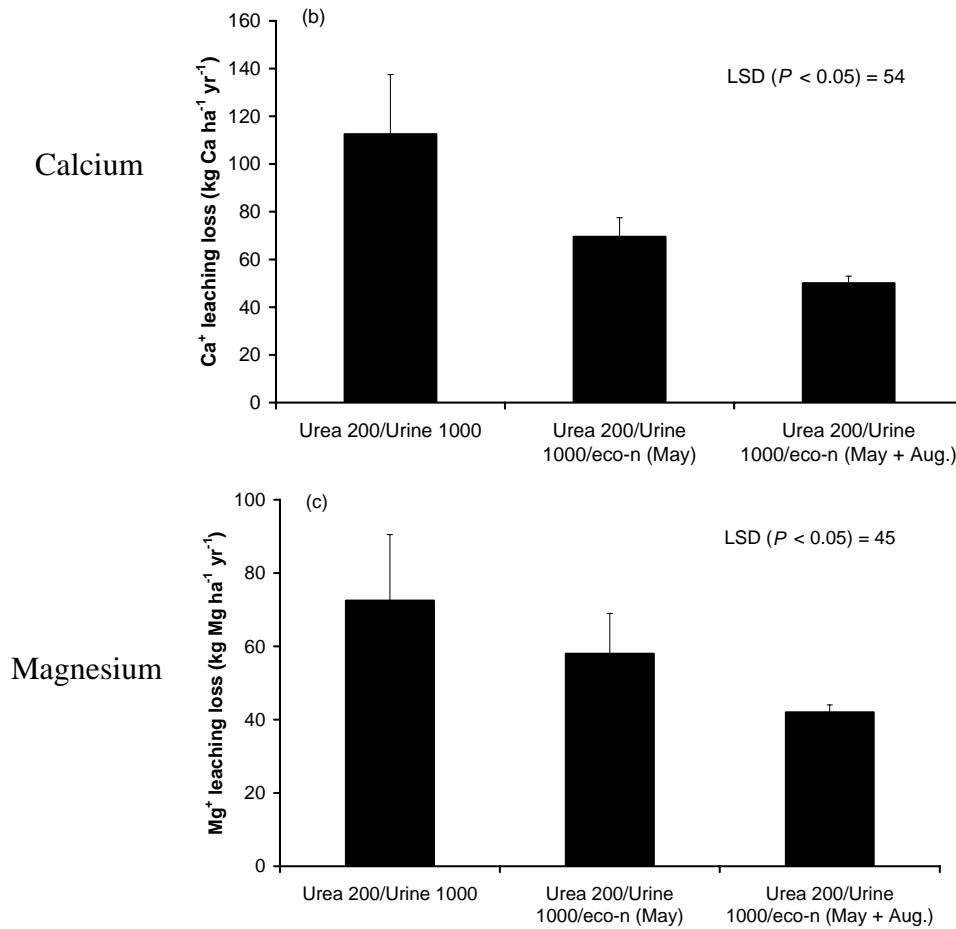 (b)
LSD (P < 0.05) = 54
Calcium
Ca⁺ leaching loss (kg Ca ha⁻¹ yr⁻¹)
160
140
120
100
80
60
40
20
0
Urea 200/Urine 1000
Urea 200/Urine
1000/eco-n (May)
Urea 200/Urine
1000/eco-n (May + Aug.)
(c)
LSD (P < 0.05) = 45
Magnesium
Mg⁺ leaching loss (kg Mg ha⁻¹ yr⁻¹)
100
80
60
40
20
0
Urea 200/Urine 1000
Urea 200/Urine
1000/eco-n (May)
Urea 200/Urine
1000/eco-n (May + Aug.)